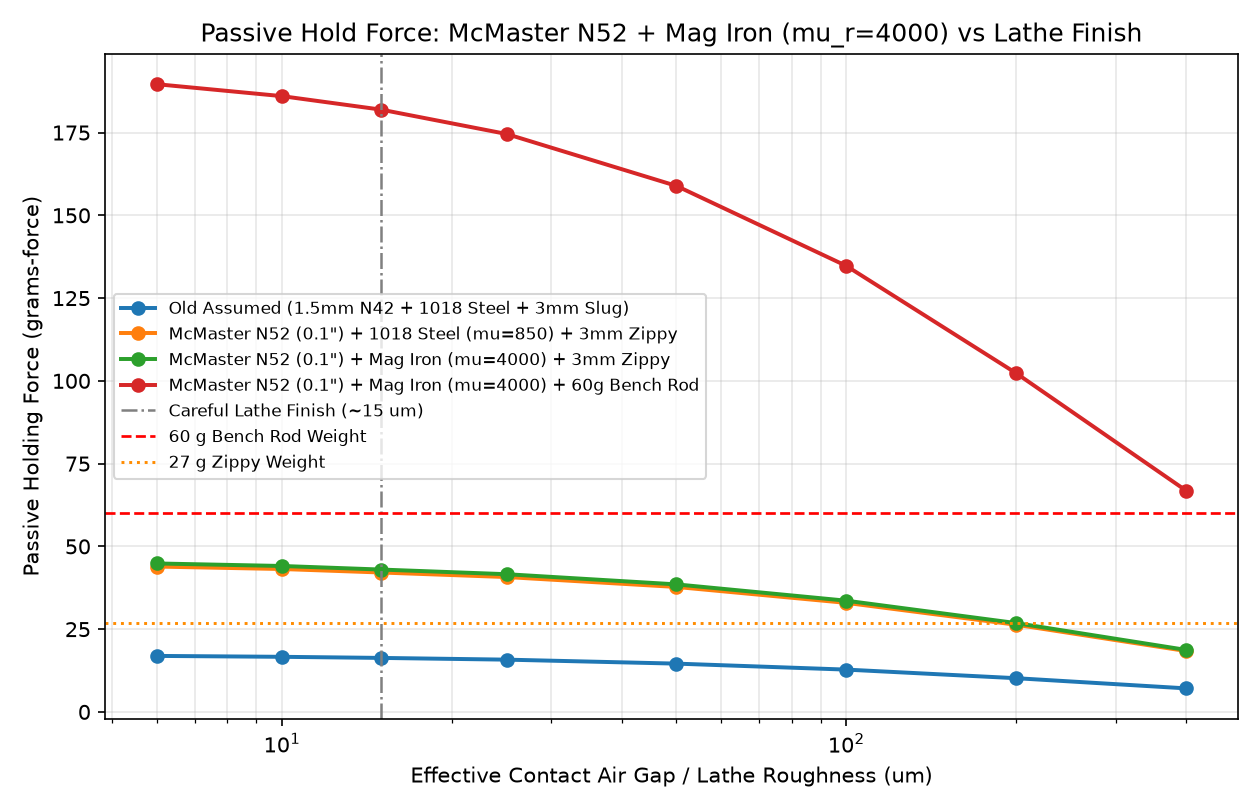 Passive Hold Force: McMaster N52 + Mag Iron (mu_r=4000) vs Lathe Finish
Passive Holding Force (grams-force)
175
150
125
100
75
50
25
0
Old Assumed (1.5mm N42 + 1018 Steel + 3mm Slug)
McMaster N52 (0.1") + 1018 Steel (mu=850) + 3mm Zippy
McMaster N52 (0.1") + Mag Iron (mu=4000) + 3mm Zippy
McMaster N52 (0.1") + Mag Iron (mu=4000) + 60g Bench Rod
Careful Lathe Finish (~15 um)
60 g Bench Rod Weight
27 g Zippy Weight
10¹ 10²
Effective Contact Air Gap / Lathe Roughness (um)